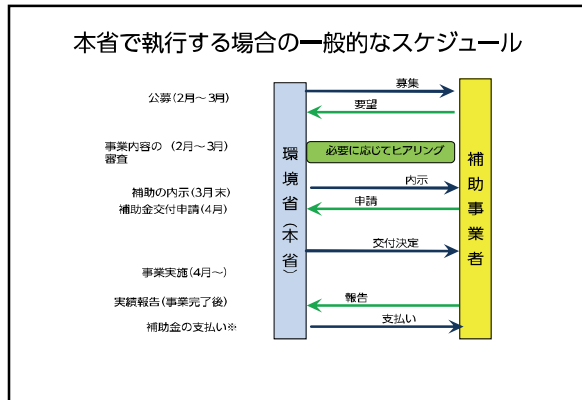 本省で執行する場合の一般的なスケジュール
公募(2月～3月)
募集
要望
事業内容の (2月～3月)
審査
必要に応じてヒアリング
補助の内示(3月末)
内示
補助金交付申請(4月)
申請
交付決定
事業実施(4月～)
実績報告(事業完了後)
報告
補助金の支払い※
支払い
環境省(本省)
補助事業者